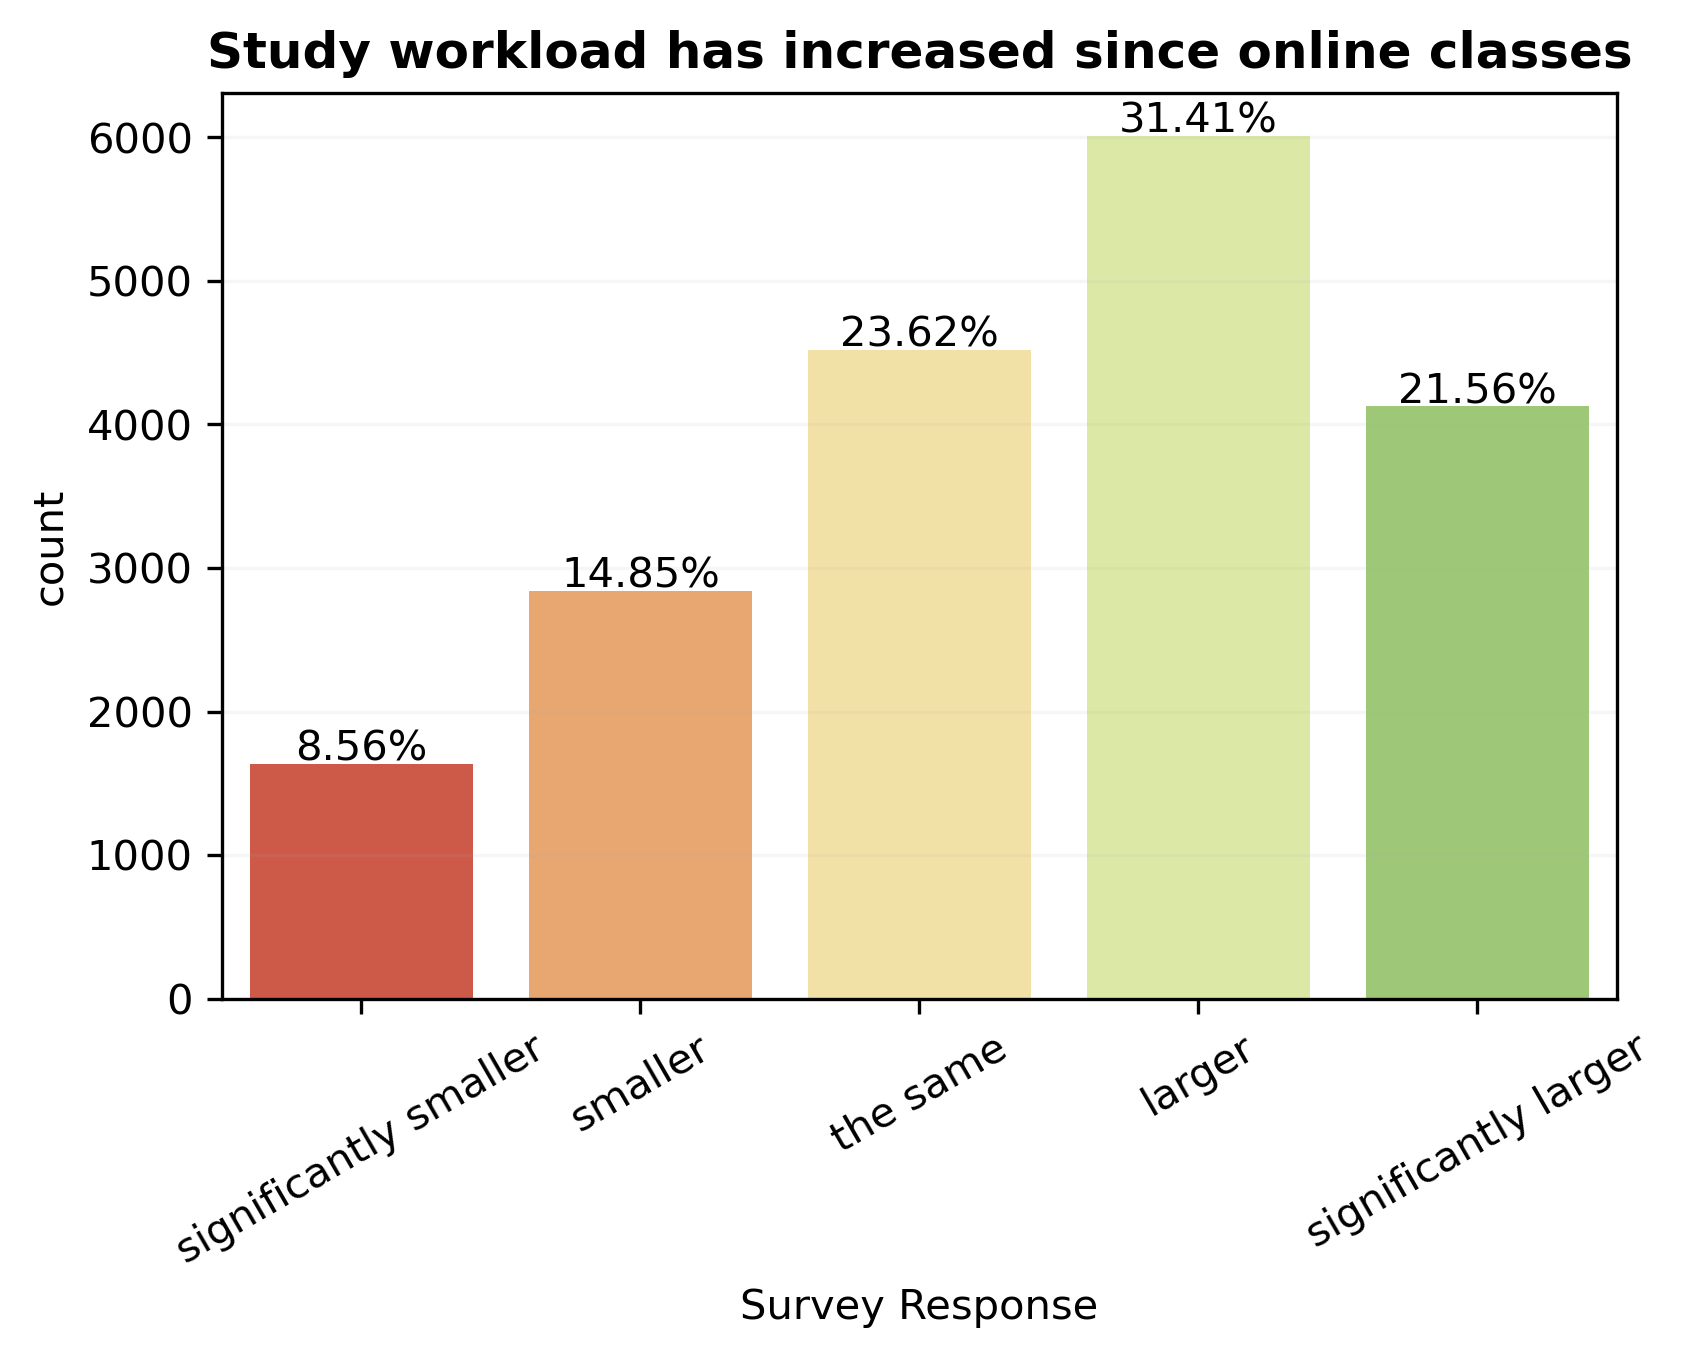 Study workload has increased since online classes
31.41%
6000
5000
23.62%
21.56%
4000
count
14.85%
3000
8.56%
2000
1000
0
significantly smaller
smaller
the same
larger
significantly larger
Survey Response